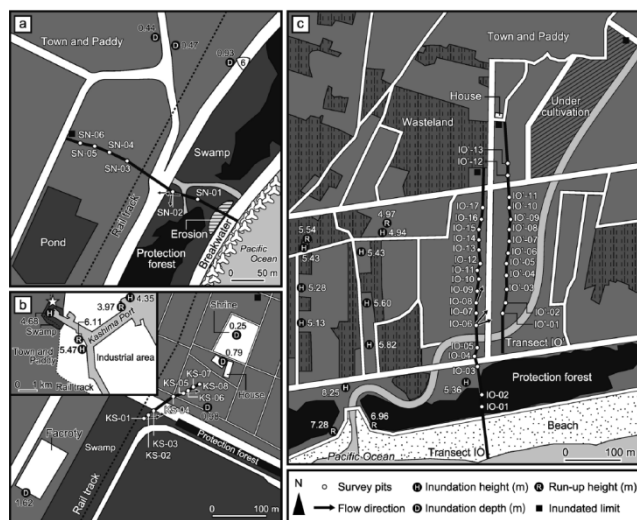 a
Town and Paddy
0.44
D
D 0.47
0.93
D
6
SN-06
SN-05
SN-04
SN-03
Swamp
SN-01
SN-02
Erosion
Rail track
Pond
Protection forest
Breakwater
Pacific Ocean
0 50 m
b
4.68
H
Swamp
Town and Paddy
6.11
R
5.47 H
3.97
R
H 4.35
Kashima Port
Industrial area
Rail track
0 1 km
Shrine
0.25
D
0.79
D
House
KS-07
KS-05
KS-08
KS-06
KS-04
KS-01
KS-03
KS-02
D
Swamp
Protection forest
Rail track
D
1.62
0 100 m
c
Town and Paddy
House
Wasteland
Under cultivation
IO'-13
IO'-12
IO-17
IO-16
IO-15
IO-14
IO-13
IO-12
IO-11
IO-10
IO-09
IO-08
IO-07
IO-06
IO-05
IO-04
IO-03
IO-02
IO-01
IO'-11
IO'-10
IO'-09
IO'-08
IO'-07
IO'-06
IO'-05
IO'-04
IO'-03
IO'-02
IO'-01
5.54
R
H
5.43
4.97
R
H 4.94
H
5.43
H 5.28
H 5.60
H 5.13
H 5.82
Transect IO'
Protection forest
8.25 H
5.36 H
7.28 R
6.96
R
Beach
Pacific Ocean
Transect IO
0 100 m
N
Survey pits
H Inundation height (m)
R Run-up height (m)
Flow direction
D Inundation depth (m)
Inundated limit